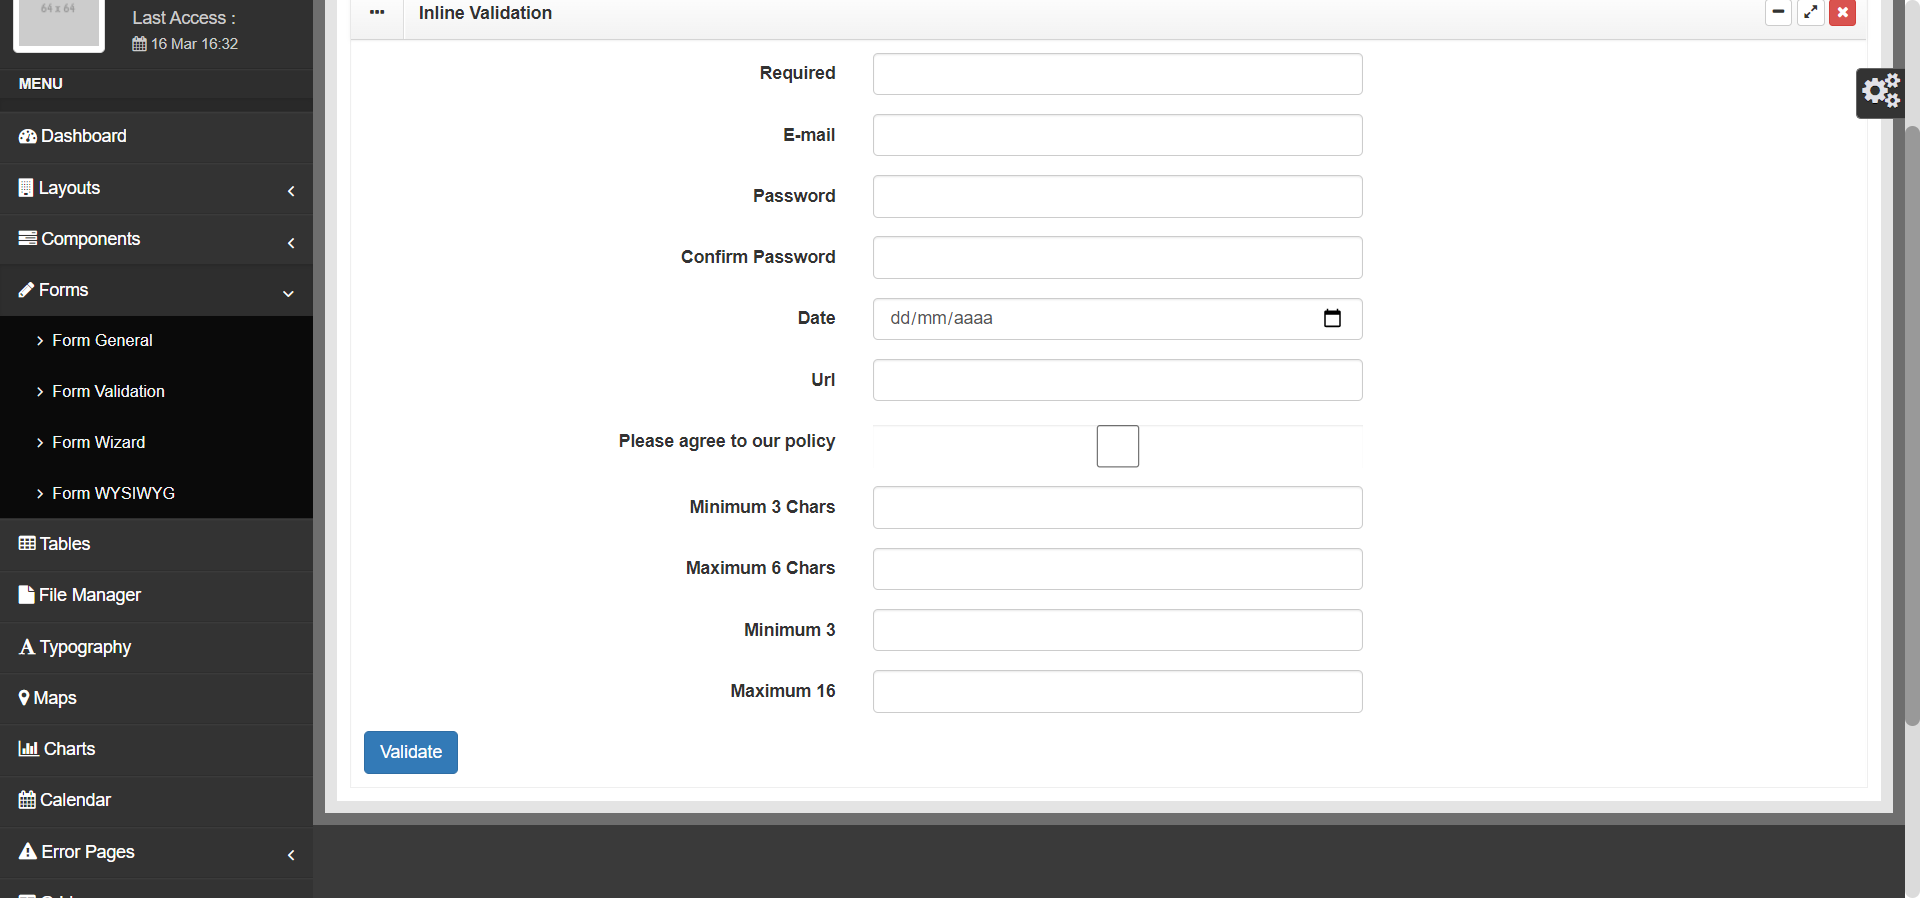 64 x 64
Last Access :
16 Mar 16:32
MENU
Dashboard
Layouts
Components
Forms
Form General
Form Validation
Form Wizard
Form WYSIWYG
Tables
File Manager
Typography
Maps
Charts
Calendar
Error Pages
Inline Validation
Required
E-mail
Password
Confirm Password
Date
dd/mm/aaaa
Url
Please agree to our policy
Minimum 3 Chars
Maximum 6 Chars
Minimum 3
Maximum 16
Validate